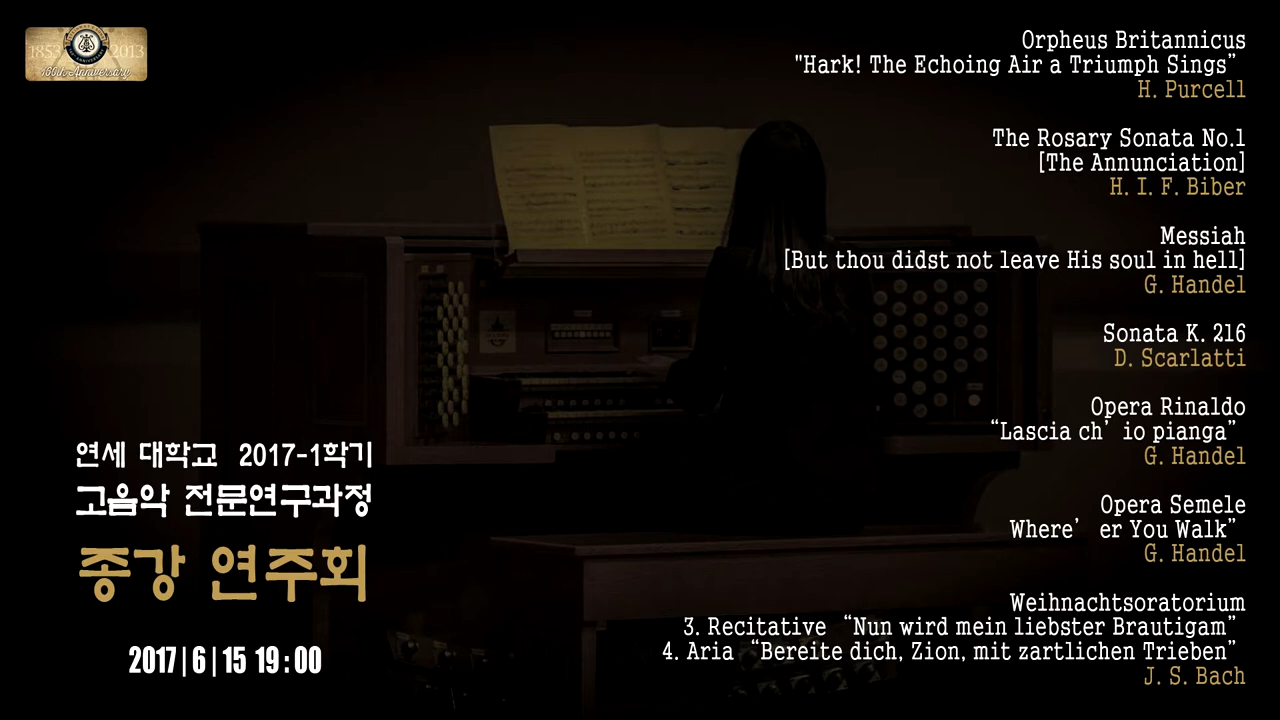 1853 2013
160th Anniversary
Orpheus Britannicus
"Hark! The Echoing Air a Triumph Sings”
H. Purcell
The Rosary Sonata No.1
[The Annunciation]
H. I. F. Biber
Messiah
[But thou didst not leave His soul in hell]
G. Handel
Sonata K. 216
D. Scarlatti
Opera Rinaldo
“Lascia ch’ io pianga”
G. Handel
Opera Semele
Where’ er You Walk”
G. Handel
Weihnachtsoratorium
3. Recitative “Nun wird mein liebster Brautigam”
4. Aria “Bereite dich, Zion, mit zartlichen Trieben”
J. S. Bach
연세 대학교 2017-1학기
고음악 전문연구과정
종강 연주회
2017|6|15 19:00